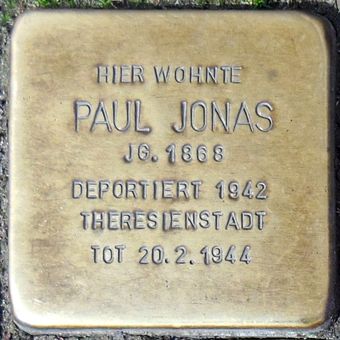 HIER WOHNTE
PAUL JONAS
JG. 1868
DEPORTIERT 1942
THERESIENSTADT
TOT 20.2.1944